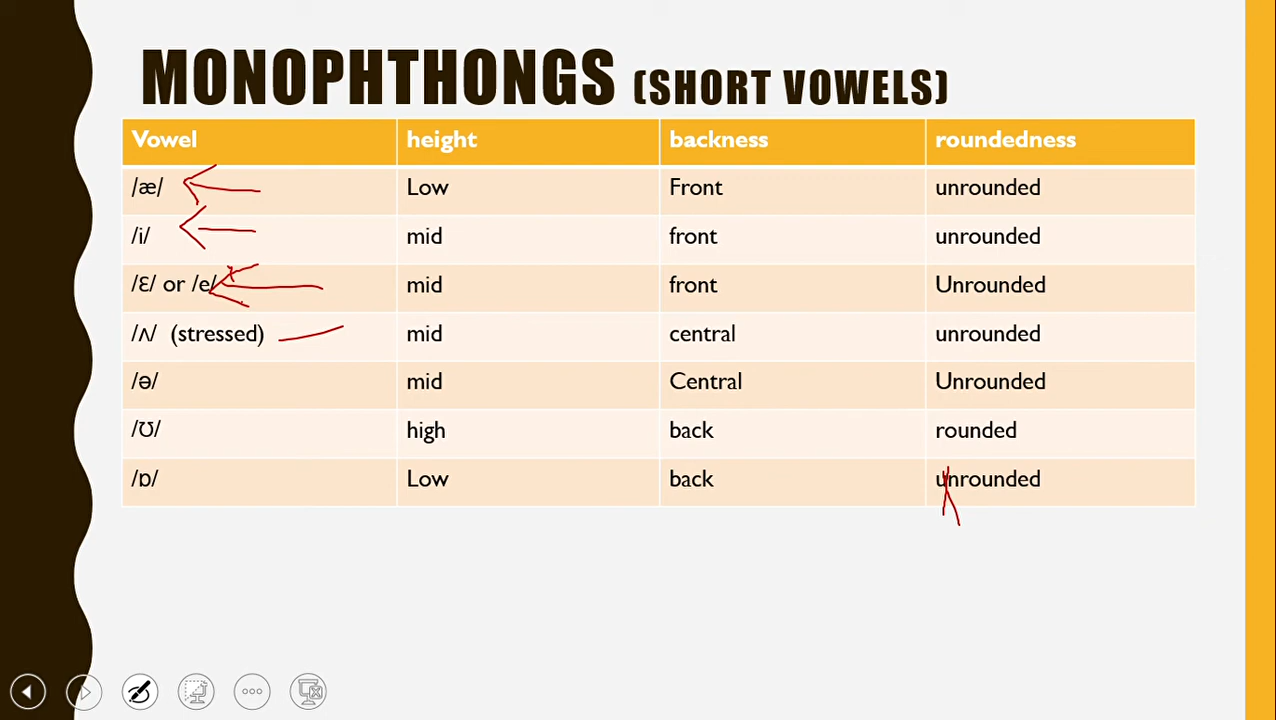 MONOPHTHONGS (SHORT VOWELS)
Vowel height backness roundedness
/æ/ Low Front unrounded
/i/ mid front unrounded
/Ɛ/ or /e/ mid front Unrounded
/ʌ/ (stressed) mid central unrounded
/ə/ mid Central Unrounded
/Ʊ/ high back rounded
/ɒ/ Low back unrounded